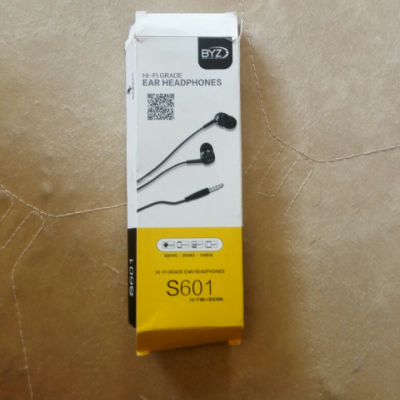 BYZ
HI-FI GRADE
EAR HEADPHONES
HI-FI GRADE EAR HEADPHONES
S601
S601